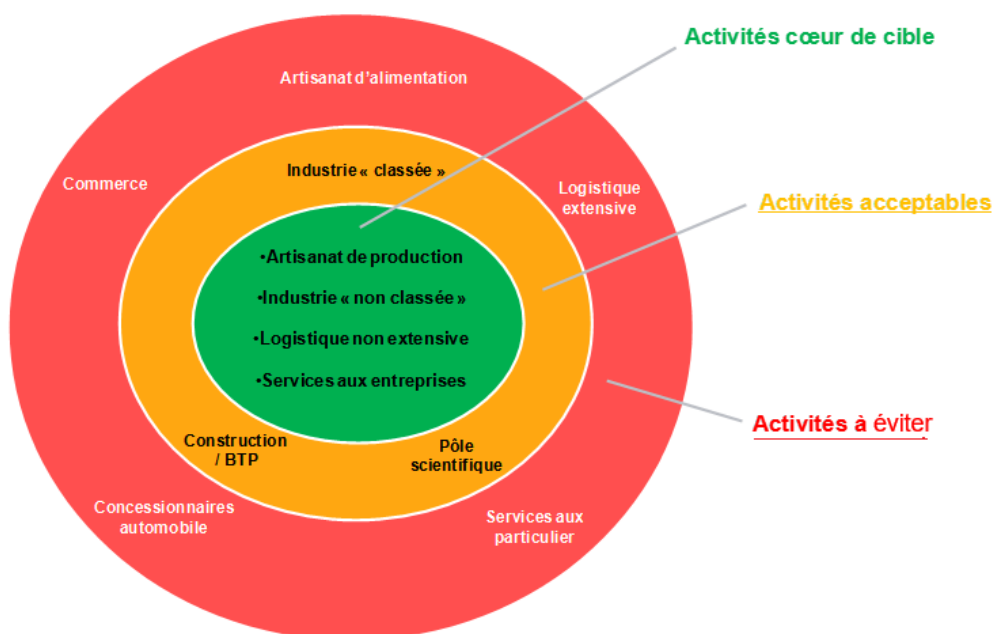 Activités cœur de cible
Artisanat d'alimentation
Industrie « classée »
Commerce
Logistique
extensive
Activités acceptables
•Artisanat de production
•Industrie « non classée »
•Logistique non extensive
•Services aux entreprises
Activités à éviter
Construction
/ BTP
Pôle
scientifique
Concessionnaires
automobile
Services aux
particulier